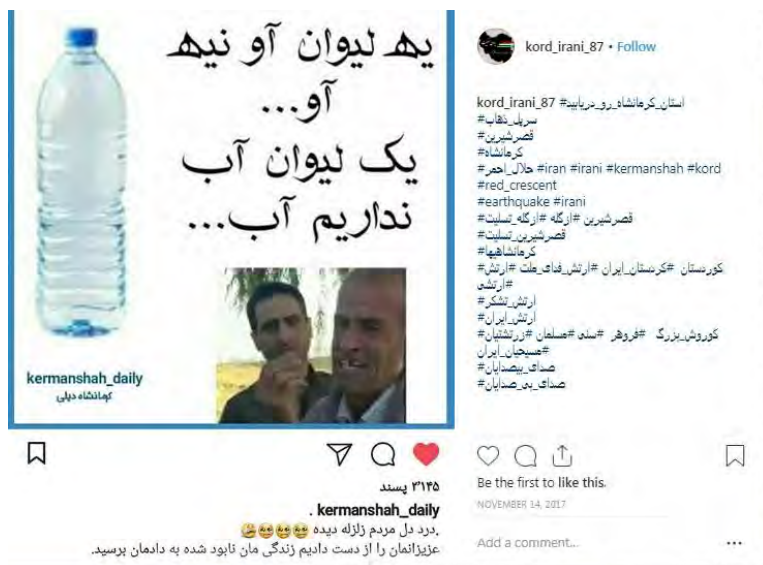 یه لیوان آو نیه
آو...
یک لیوان آب
نداریم آب...
kermanshah_daily
کرمانشاه دیلی
۳۱۴۵ پسند
kermanshah_daily .
.درد دل مردم زلزله دیده
عزیزانمان را از دست دادیم زندگی مان نابود شده به دادمان برسید.
kord_irani_87 • Follow
kord_irani_87 #استان_کرمانشاه_رو_دریابید
#سرپل_ذهاب
#قصرشیرین
#کرمانشاه
#حلال_احمر #iran #irani #kermanshah #kord
#red_crescent
#earthquake #irani
#قصرشیرین #ازگله #ازگله_تسلیت
#قصرشیرین_تسلیت
#کرمانشاهیها
#کوردستان #کردستان_ایران #ارتش_فدای_ملت #ارتش
#ارتشی
#ارتش_تشکر
#ارتش_ایران
#کوروش_بزرگ #فروهر #سنی #مسلمان #زرتشتیان
#مسیحیان_ایران
#صدای_بیصدایان
#صدای_بی_صدایان
Be the first to like this.
NOVEMBER 14, 2017
Add a comment...